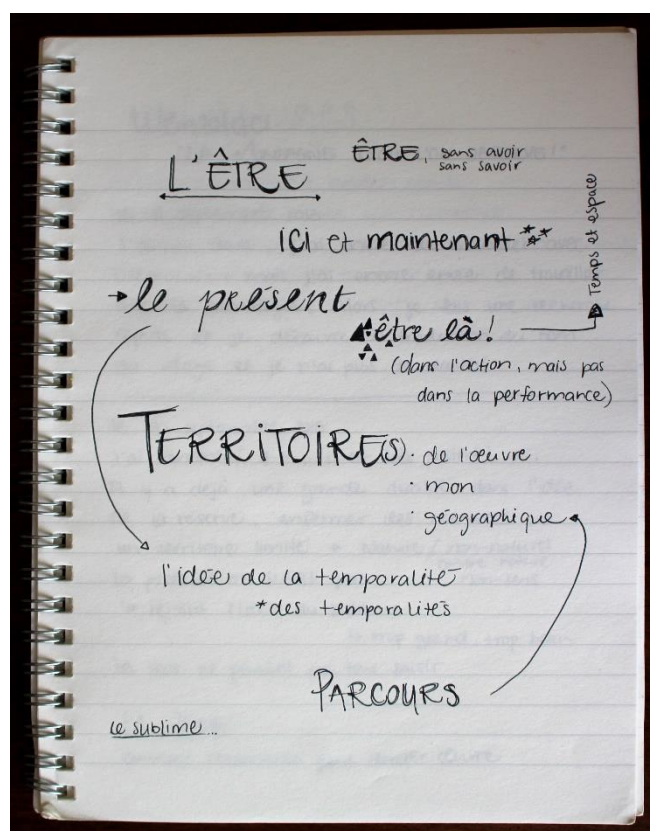 L'ÊTRE
ÊTRE, sans avoir
sans savoir
ici et maintenant ***
Temps et espace
→ le présent
être là!
(dans l'action, mais pas
dans la performance)
TERRITOIRE(S) · de l'œuvre
· mon
· géographique
l'idée de la temporalité
*des temporalités
PARCOURS
le sublime...